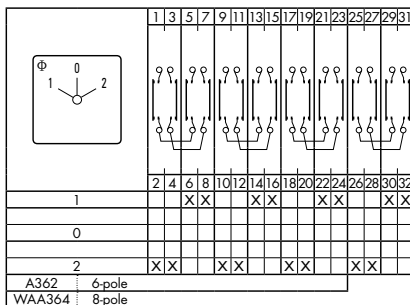 1 3 5 7 9 11 13 15 17 19 21 23 25 27 29 31
Φ 0
1 2
2 4 6 8 10 12 14 16 18 20 22 24 26 28 30 32
1 X X X X X X X X
0
2 X X X X X X X X
A362 6-pole
WAA364 8-pole